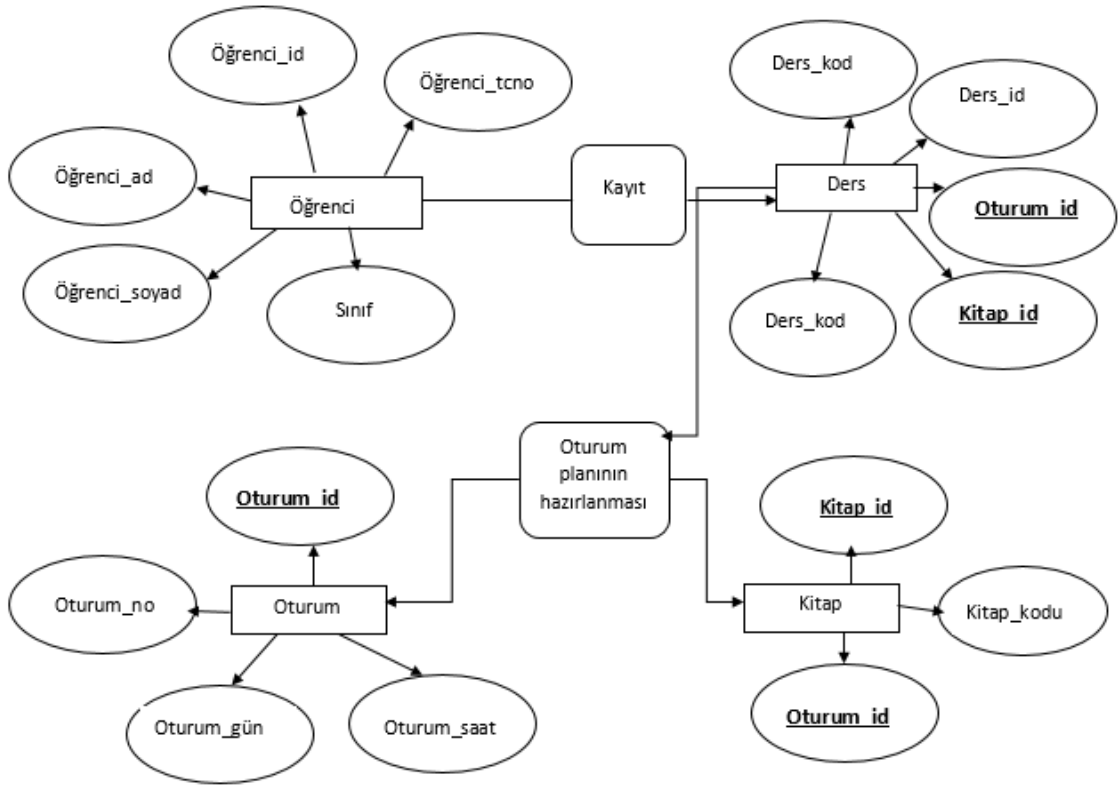 Öğrenci_id
Öğrenci_tcno
Öğrenci_ad
Öğrenci
Öğrenci_soyad
Sınıf
Kayıt
Ders_kod
Ders_id
Ders
Oturum_id
Kitap_id
Ders_kod
Oturum
planının
hazırlanması
Oturum_id
Oturum_no
Oturum
Oturum_gün
Oturum_saat
Kitap_id
Kitap
Kitap_kodu
Oturum_id